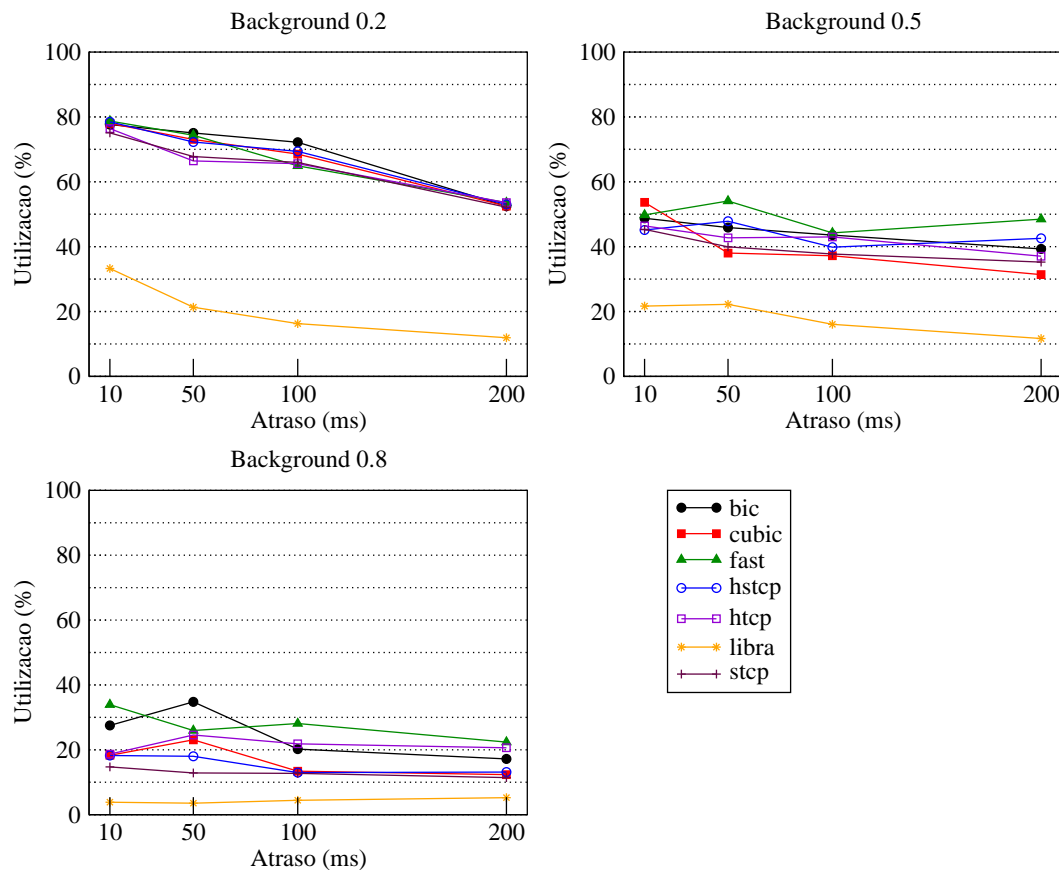 Background 0.2
100
80
60
40
20
0
Utilizacao (%)
10 50 100 200
Atraso (ms)
Background 0.5
100
80
60
40
20
0
Utilizacao (%)
10 50 100 200
Atraso (ms)
Background 0.8
100
80
60
40
20
0
Utilizacao (%)
10 50 100 200
Atraso (ms)
bic
cubic
fast
hstcp
htcp
libra
stcp